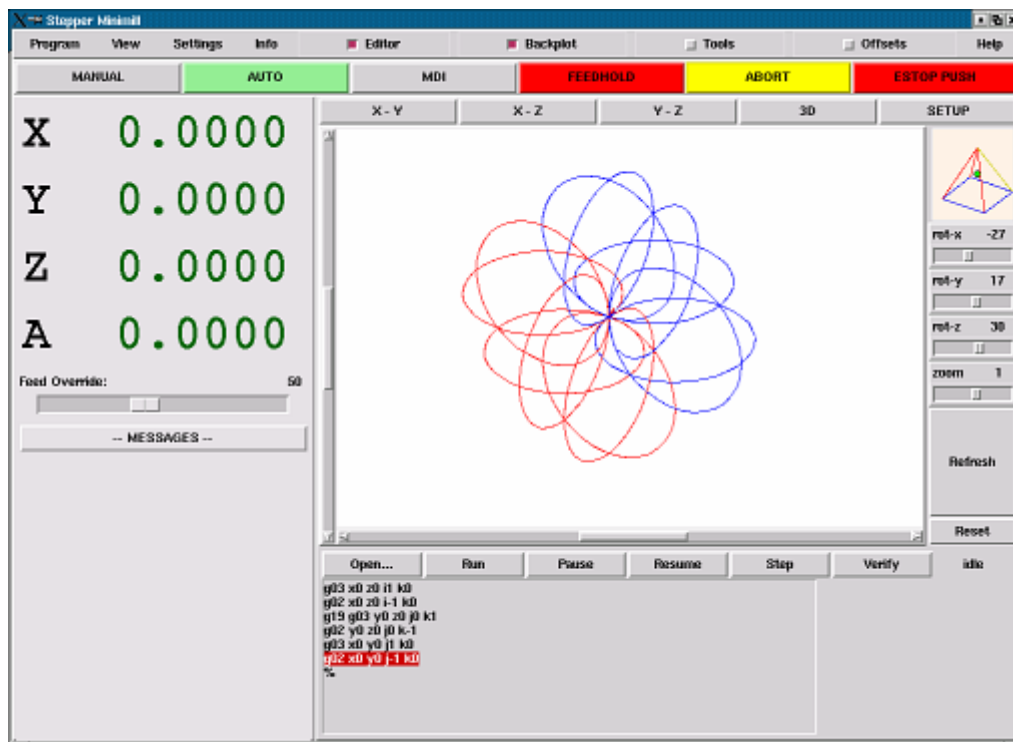 Stepper Minimill
Program View Settings Info Editor Backplot Tools Offsets Help
MANUAL AUTO MDI FEEDHOLD ABORT ESTOP PUSH
X 0.0000
Y 0.0000
Z 0.0000
A 0.0000
Feed Override: 50
-- MESSAGES --
X - Y X - Z Y - Z 3D SETUP
rot-x -27
rot-y 17
rot-z 30
zoom 1
Refresh
Reset
Open... Run Pause Resume Step Verify idle
g03 x0 z0 i1 k0
g02 x0 z0 i-1 k0
g19 g03 y0 z0 j0 k1
g02 y0 z0 j0 k-1
g03 x0 y0 j1 k0
g02 x0 y0 j-1 k0
%